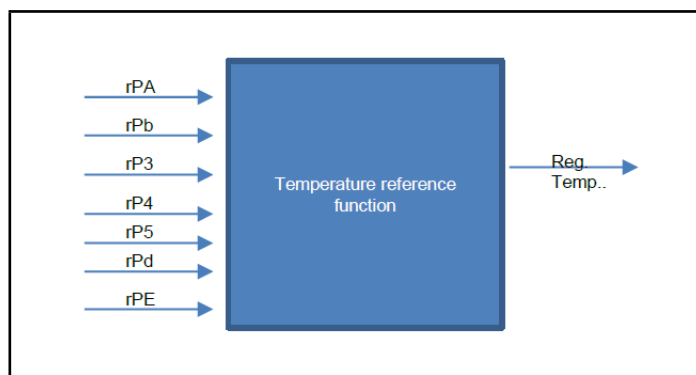 rPA
rPb
rP3
rP4
rP5
rPd
rPE
Temperature reference
function
Reg.
Temp..